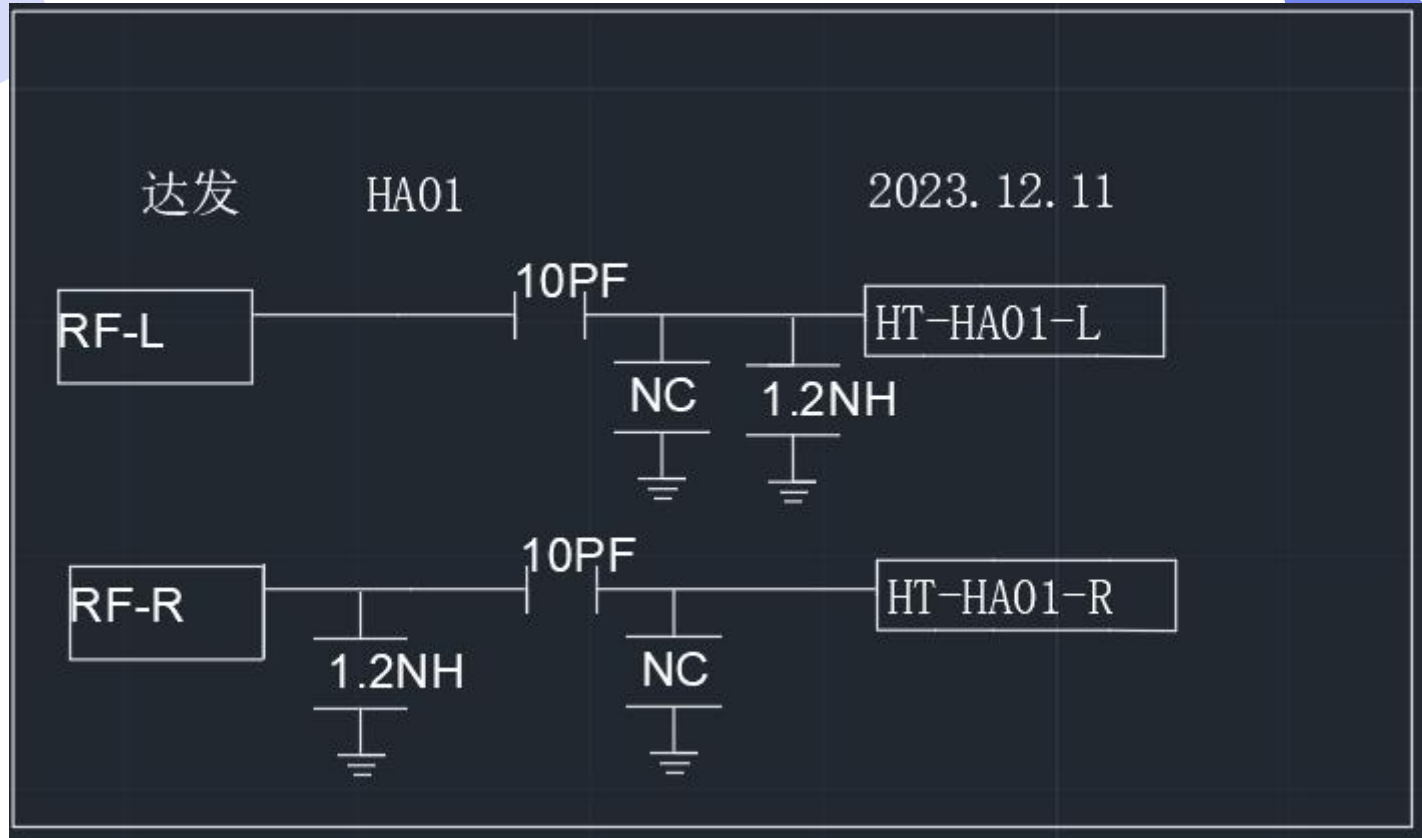 达发 HA01 2023.12.11
10PF
RF-L HT-HA01-L
NC 1.2NH
10PF
RF-R HT-HA01-R
1.2NH NC